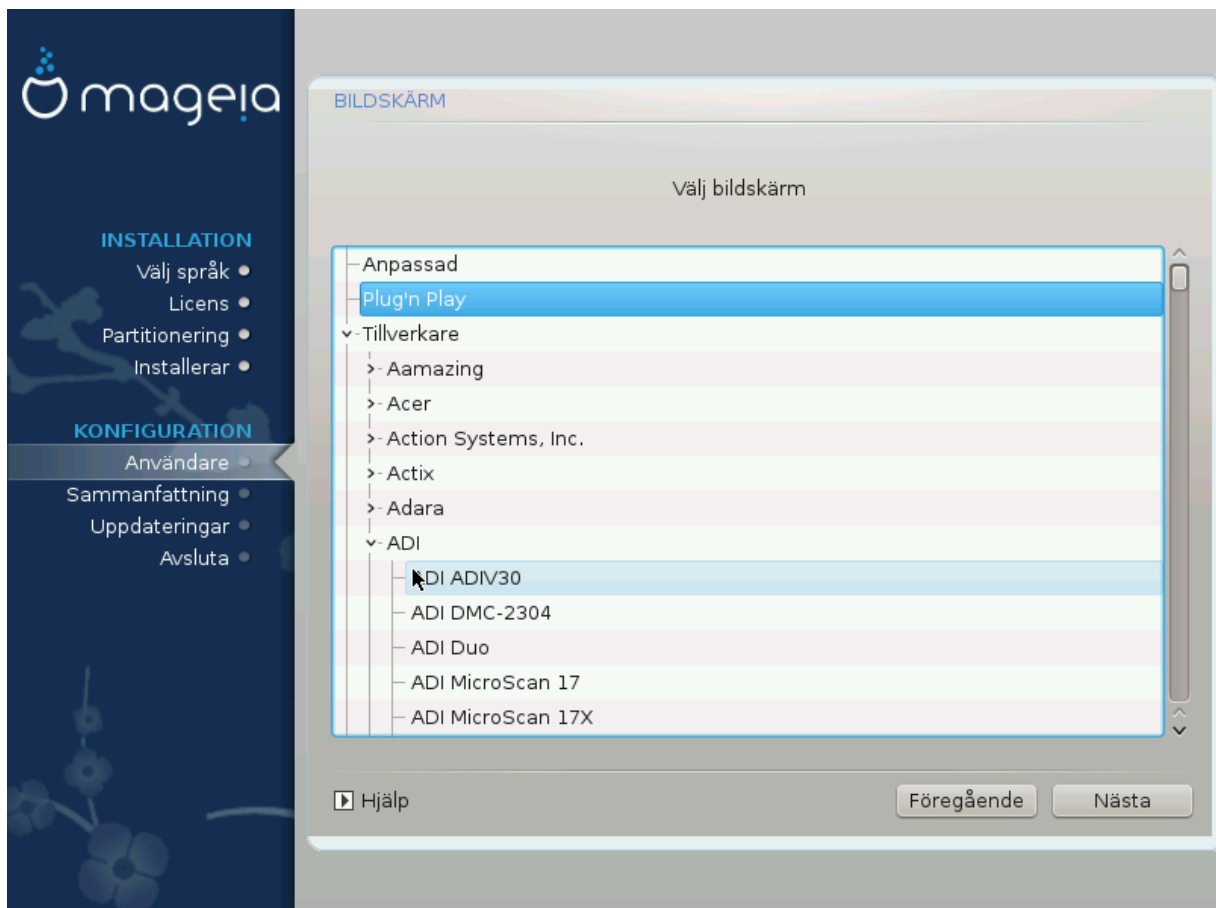 mageia
INSTALLATION
Välj språk
Licens
Partitionering
Installerar
KONFIGURATION
Användare
Sammanfattning
Uppdateringar
Avsluta
BILDSKÄRM
Välj bildskärm
Anpassad
Plug'n Play
Tillverkare
Aamazing
Acer
Action Systems, Inc.
Actix
Adara
ADI
ADI ADIV30
ADI DMC-2304
ADI Duo
ADI MicroScan 17
ADI MicroScan 17X
Hjälp
Föregående
Nästa